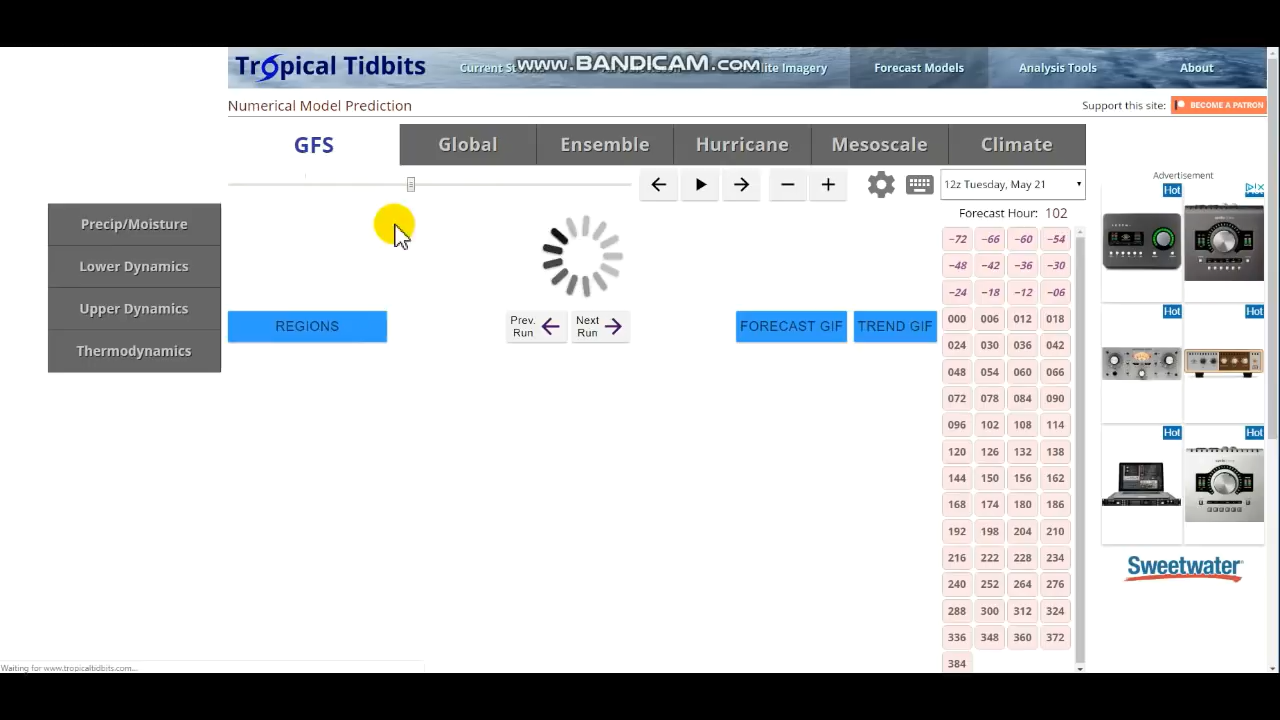 Tropical Tidbits
www.BANDICAM.com
Satellite Imagery
Forecast Models
Analysis Tools
About
Numerical Model Prediction
Support this site:
BECOME A PATRON
GFS
Global
Ensemble
Hurricane
Mesoscale
Climate
Advertisement
12z Tuesday, May 21
Forecast Hour: 102
Precip/Moisture
Lower Dynamics
Upper Dynamics
Thermodynamics
REGIONS
Prev. Run
Next Run
FORECAST GIF
TREND GIF
-72 -66 -60 -54
-48 -42 -36 -30
-24 -18 -12 -06
000 006 012 018
024 030 036 042
048 054 060 066
072 078 084 090
096 102 108 114
120 126 132 138
144 150 156 162
168 174 180 186
192 198 204 210
216 222 228 234
240 252 264 276
288 300 312 324
336 348 360 372
384
Hot
Hot
Hot
Hot
Hot
Hot
Sweetwater
Waiting for www.tropicaltidbits.com...